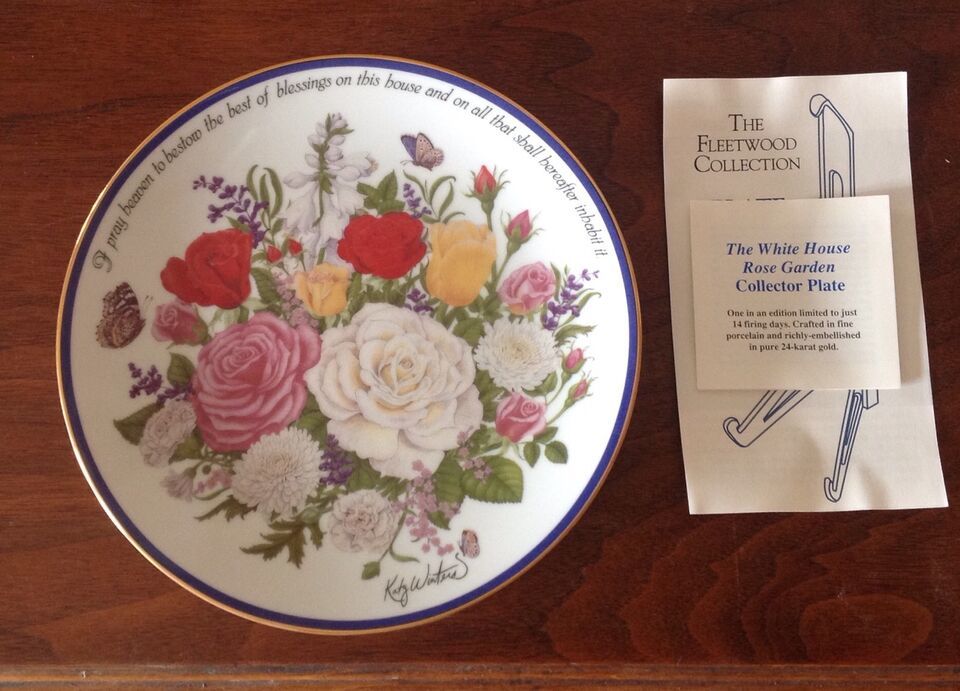 I pray heaven to bestow the best of blessings on this house and on all that shall hereafter inhabit it.
Katy Winters
THE
FLEETWOOD
COLLECTION
PLATE
The White House
Rose Garden
Collector Plate
One in an edition limited to just
14 firing days. Crafted in fine
porcelain and richly-embellished
in pure 24-karat gold.